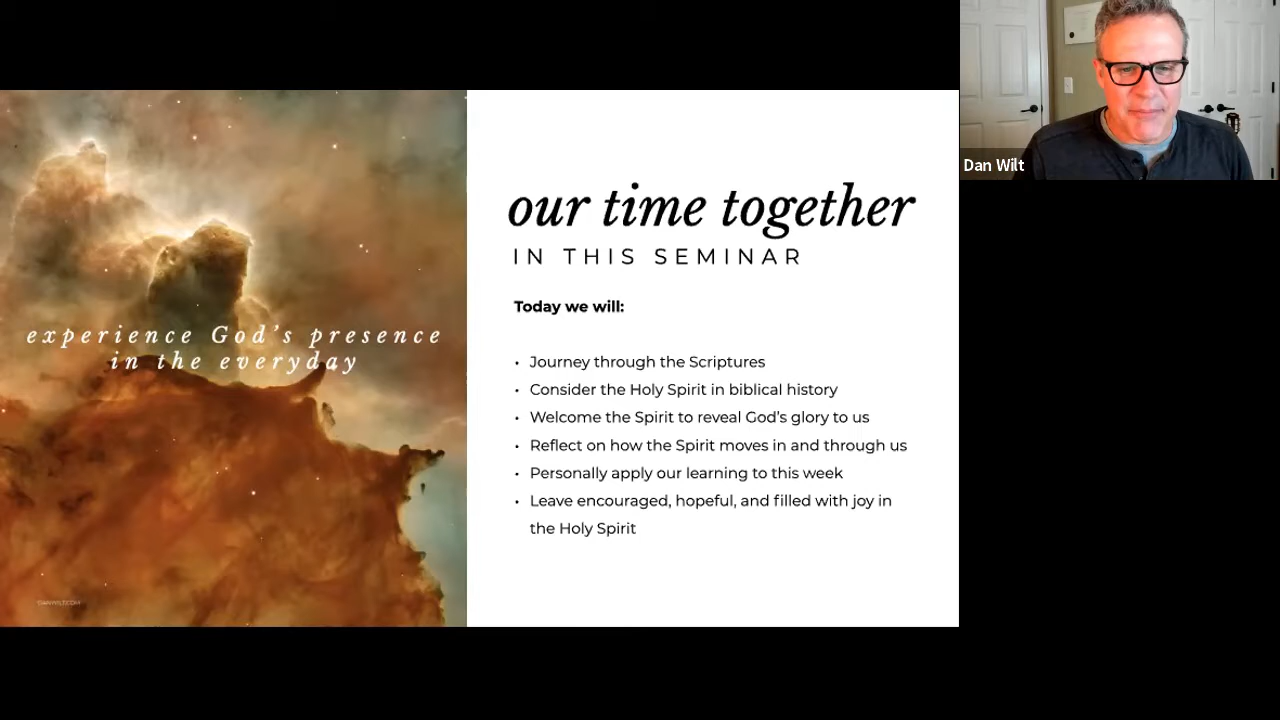 experience God's presence
in the everyday
our time together
IN THIS SEMINAR
Today we will:
• Journey through the Scriptures
• Consider the Holy Spirit in biblical history
• Welcome the Spirit to reveal God's glory to us
• Reflect on how the Spirit moves in and through us
• Personally apply our learning to this week
• Leave encouraged, hopeful, and filled with joy in
the Holy Spirit
Dan Wilt
DANWILT.COM